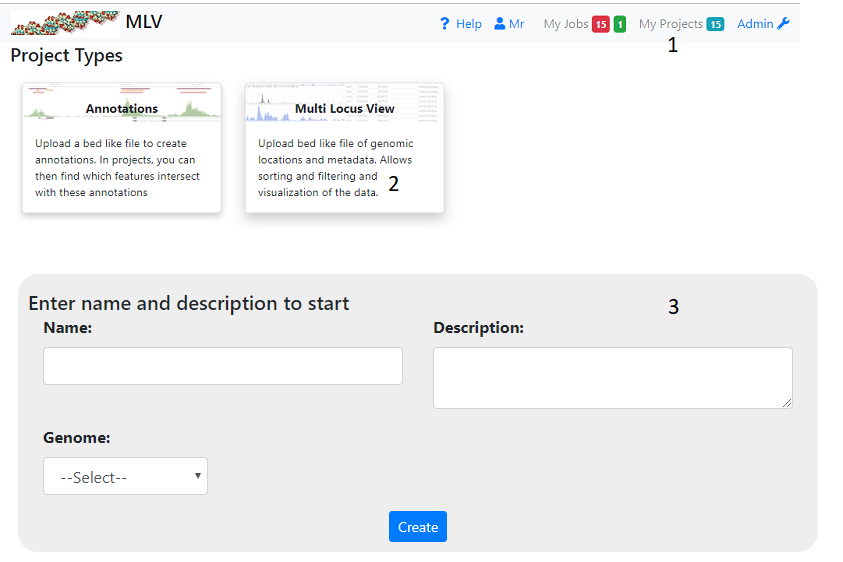 MLV ? Help Mr My Jobs 15 1 My Projects 15 Admin
1
Project Types
Annotations
Upload a bed like file to create
annotations. In projects, you can
then find which features intersect
with these annotations
Multi Locus View
Upload bed like file of genomic
locations and metadata. Allows
sorting and filtering and
visualization of the data.
2
Enter name and description to start
3
Name:
Description:
Genome:
--Select--
Create